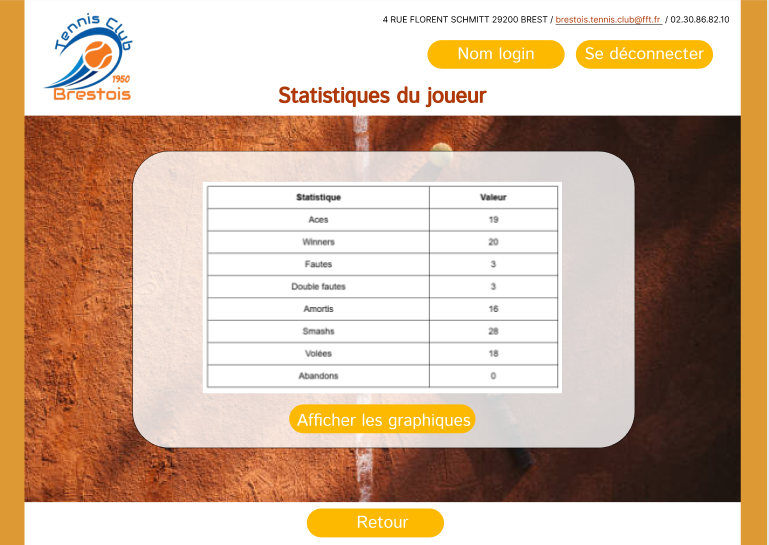 Tennis Club
1950
Brestois
4 RUE FLORENT SCHMITT 29200 BREST / brestois.tennis.club@fft.fr / 02.30.86.82.10
Nom login
Se déconnecter
Statistiques du joueur
Statistique Valeur
Aces 19
Winners 20
Fautes 3
Double fautes 3
Amortis 16
Smashs 28
Volées 18
Abandons 0
Afficher les graphiques
Retour